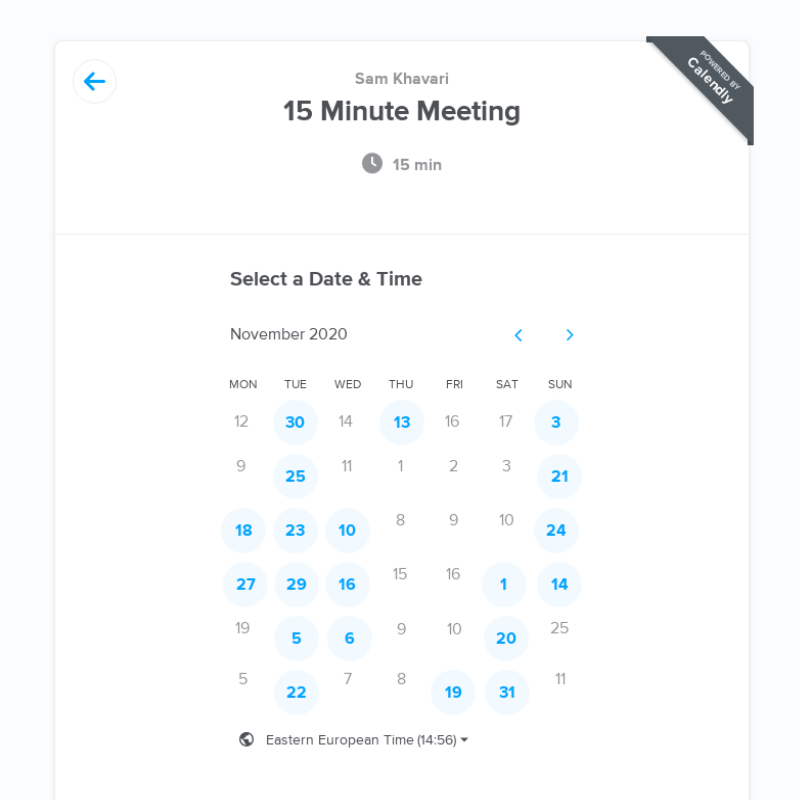 Sam Khavari
POWERED BY
Calendly
15 Minute Meeting
15 min
Select a Date & Time
November 2020
MON TUE WED THU FRI SAT SUN
12 30 14 13 16 17 3
9 25 11 1 2 3 21
18 23 10 8 9 10 24
27 29 16 15 16 1 14
19 5 6 9 10 20 25
5 22 7 8 19 31 11
Eastern European Time (14:56)